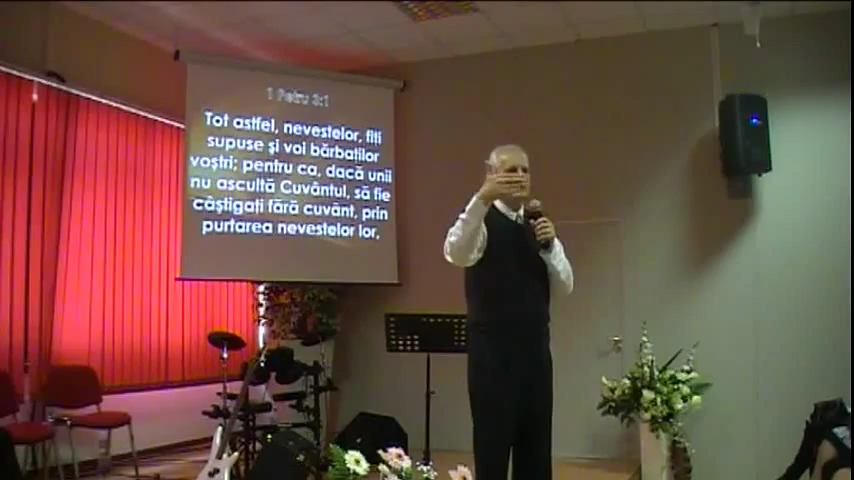 1 Petru 3:1
Tot astfel, nevestelor, fiţi
supuse şi voi bărbaţilor
voştri; pentru ca, dacă unii
nu ascultă Cuvântul, să fie
câştigaţi fără cuvânt, prin
purtarea nevestelor lor,